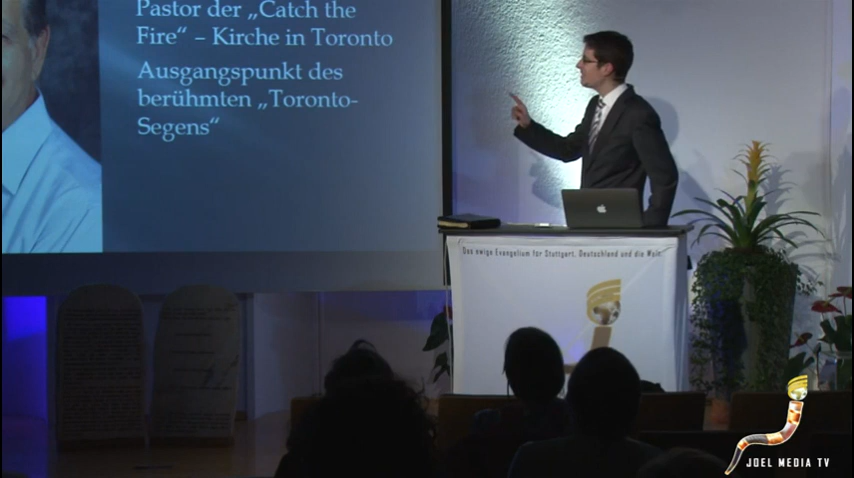 Pastor der „Catch the
Fire“ – Kirche in Toronto
Ausgangspunkt des
berühmten „Toronto-
Segens“
Das ewige Evangelium für Stuttgart, Deutschland und die Welt
JOEL MEDIA TV